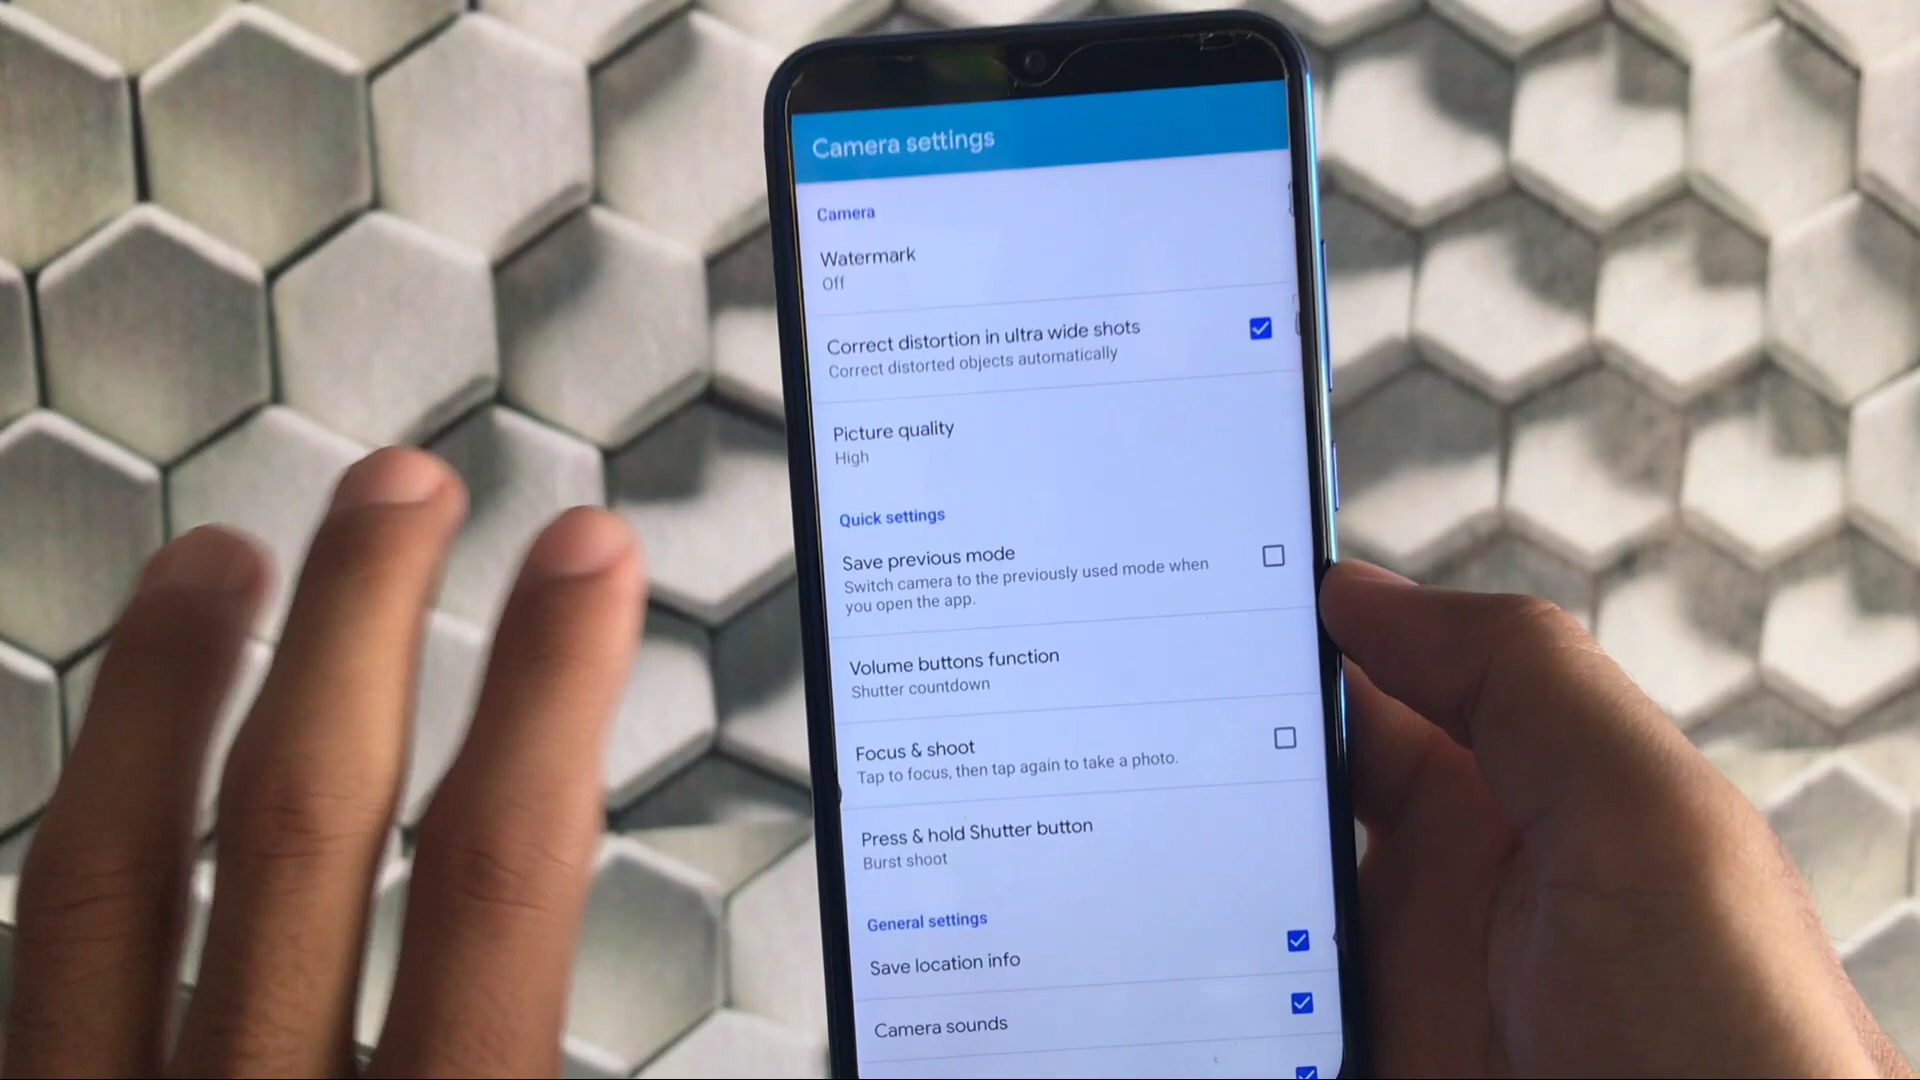 Camera settings
Camera
Watermark
Off
Correct distortion in ultra wide shots
Correct distorted objects automatically
Picture quality
High
Quick settings
Save previous mode
Switch camera to the previously used mode when
you open the app.
Volume buttons function
Shutter countdown
Focus & shoot
Tap to focus, then tap again to take a photo.
Press & hold Shutter button
Burst shoot
General settings
Save location info
Camera sounds